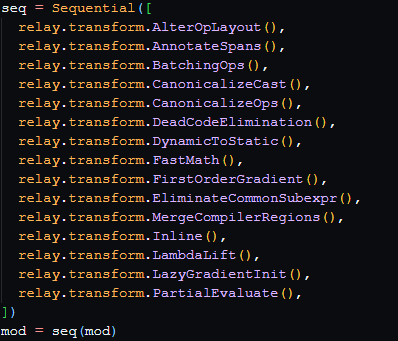 seq = Sequential([
  relay.transform.AlterOpLayout(),
  relay.transform.AnnotateSpans(),
  relay.transform.BatchingOps(),
  relay.transform.CanonicalizeCast(),
  relay.transform.CanonicalizeOps(),
  relay.transform.DeadCodeElimination(),
  relay.transform.DynamicToStatic(),
  relay.transform.FastMath(),
  relay.transform.FirstOrderGradient(),
  relay.transform.EliminateCommonSubexpr(),
  relay.transform.MergeCompilerRegions(),
  relay.transform.Inline(),
  relay.transform.LambdaLift(),
  relay.transform.LazyGradientInit(),
  relay.transform.PartialEvaluate(),
])
mod = seq(mod)